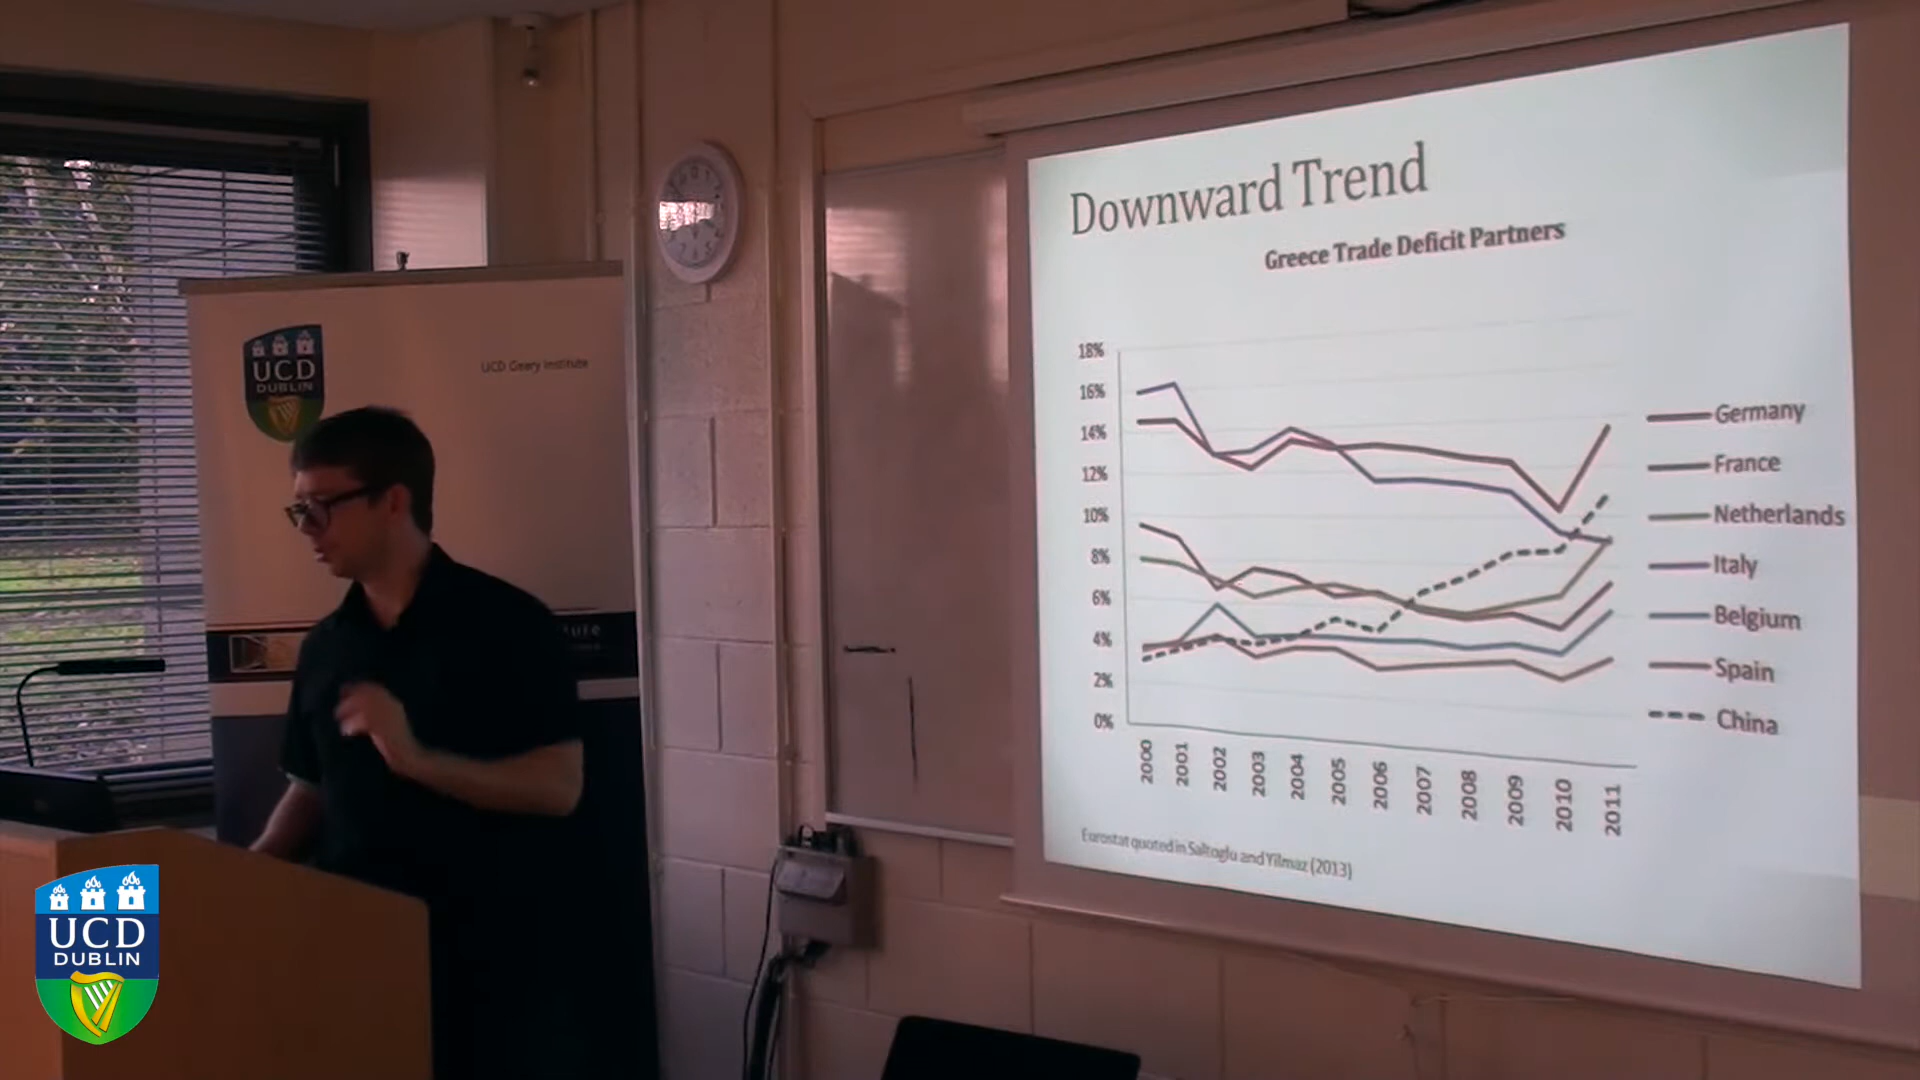 Downward Trend
Greece Trade Deficit Partners
18%
16%
14%
12%
10%
8%
6%
4%
2%
0%
2000
2001
2002
2003
2004
2005
2006
2007
2008
2009
2010
2011
Germany
France
Netherlands
Italy
Belgium
Spain
China
Eurostat quoted in Saltoglu and Yilmaz (2013)
UCD
DUBLIN
UCD Geary Institute
UCD
DUBLIN